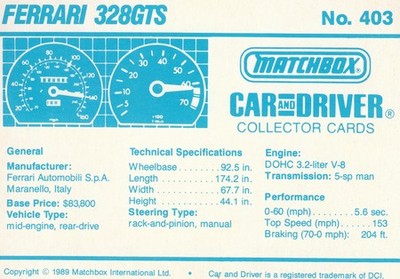 FERRARI 328GTS
No. 403
MATCHBOX
CAR AND DRIVER®
COLLECTOR CARDS
General
Manufacturer:
Ferrari Automobili S.p.A.
Maranello, Italy
Base Price: $83,800
Vehicle Type:
mid-engine, rear-drive
Technical Specifications
Wheelbase ........ 92.5 in.
Length .......... 174.2 in.
Width ............ 67.7 in.
Height ........... 44.1 in.
Steering Type:
rack-and-pinion, manual
Engine:
DOHC 3.2-liter V-8
Transmission: 5-sp man
Performance
0-60 (mph) ....... 5.6 sec.
Top Speed (mph) ..... 153
Braking (70-0 mph): 204 ft.
Copyright © 1989 Matchbox International Ltd.
Car and Driver is a registered trademark of DCI.